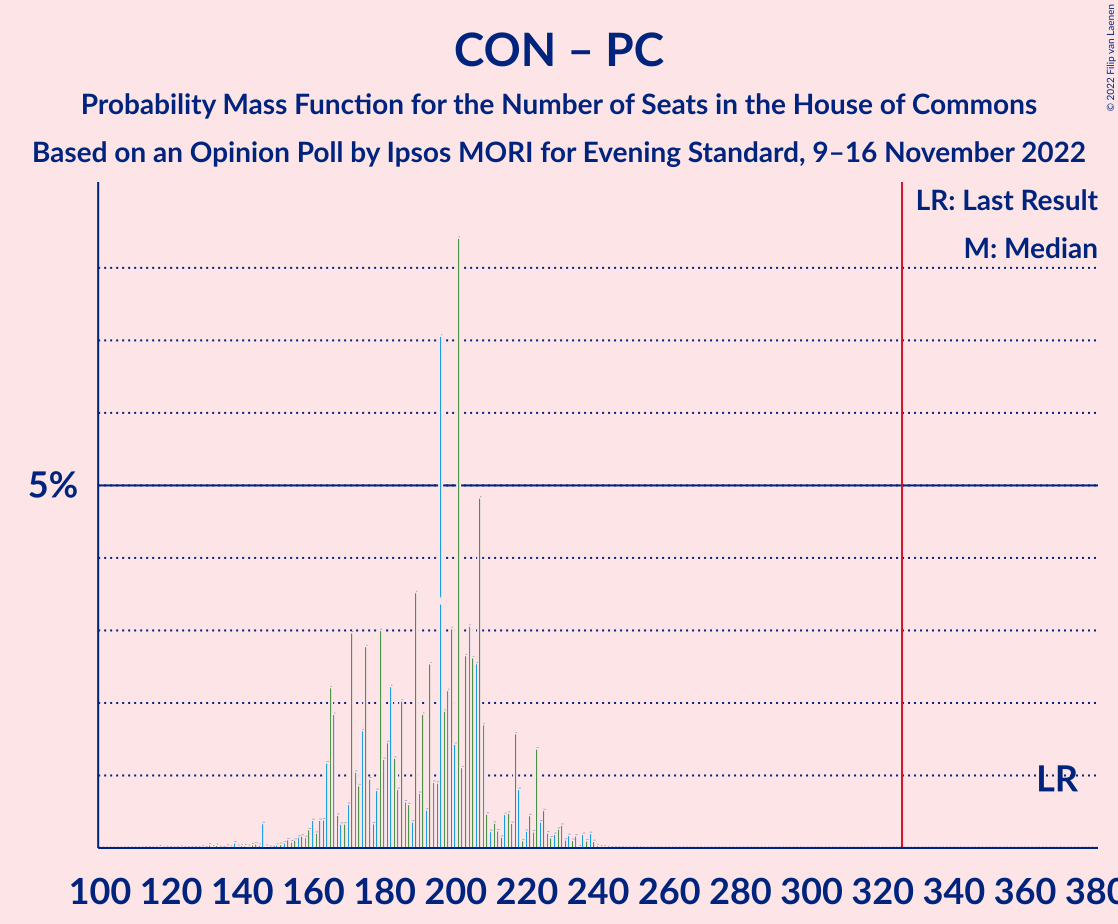 CON – PC
Probability Mass Function for the Number of Seats in the House of Commons
Based on an Opinion Poll by Ipsos MORI for Evening Standard, 9–16 November 2022
© 2022 Filip van Laenen
LR: Last Result
M: Median
5%
LR
100 120 140 160 180 200 220 240 260 280 300 320 340 360 380